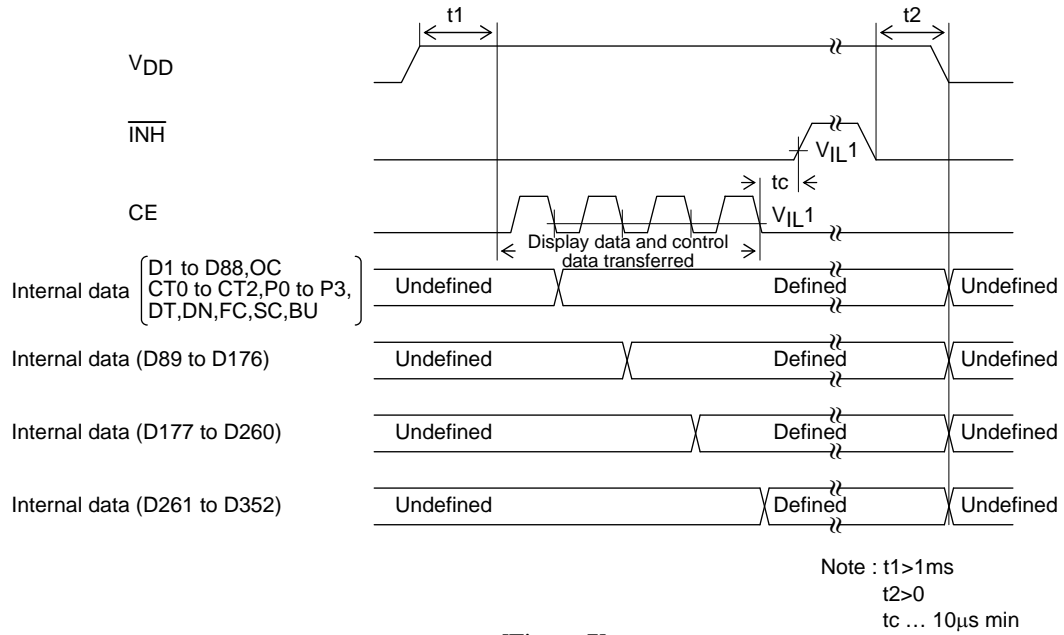 t1
t2
VDD
INH
VIL1
tc
CE
VIL1
Display data and control
data transferred
Internal data
D1 to D88,OC
CT0 to CT2,P0 to P3,
DT,DN,FC,SC,BU
Undefined
Defined
Undefined
Internal data (D89 to D176)
Undefined
Defined
Undefined
Internal data (D177 to D260)
Undefined
Defined
Undefined
Internal data (D261 to D352)
Undefined
Defined
Undefined
Note : t1>1ms
t2>0
tc … 10μs min